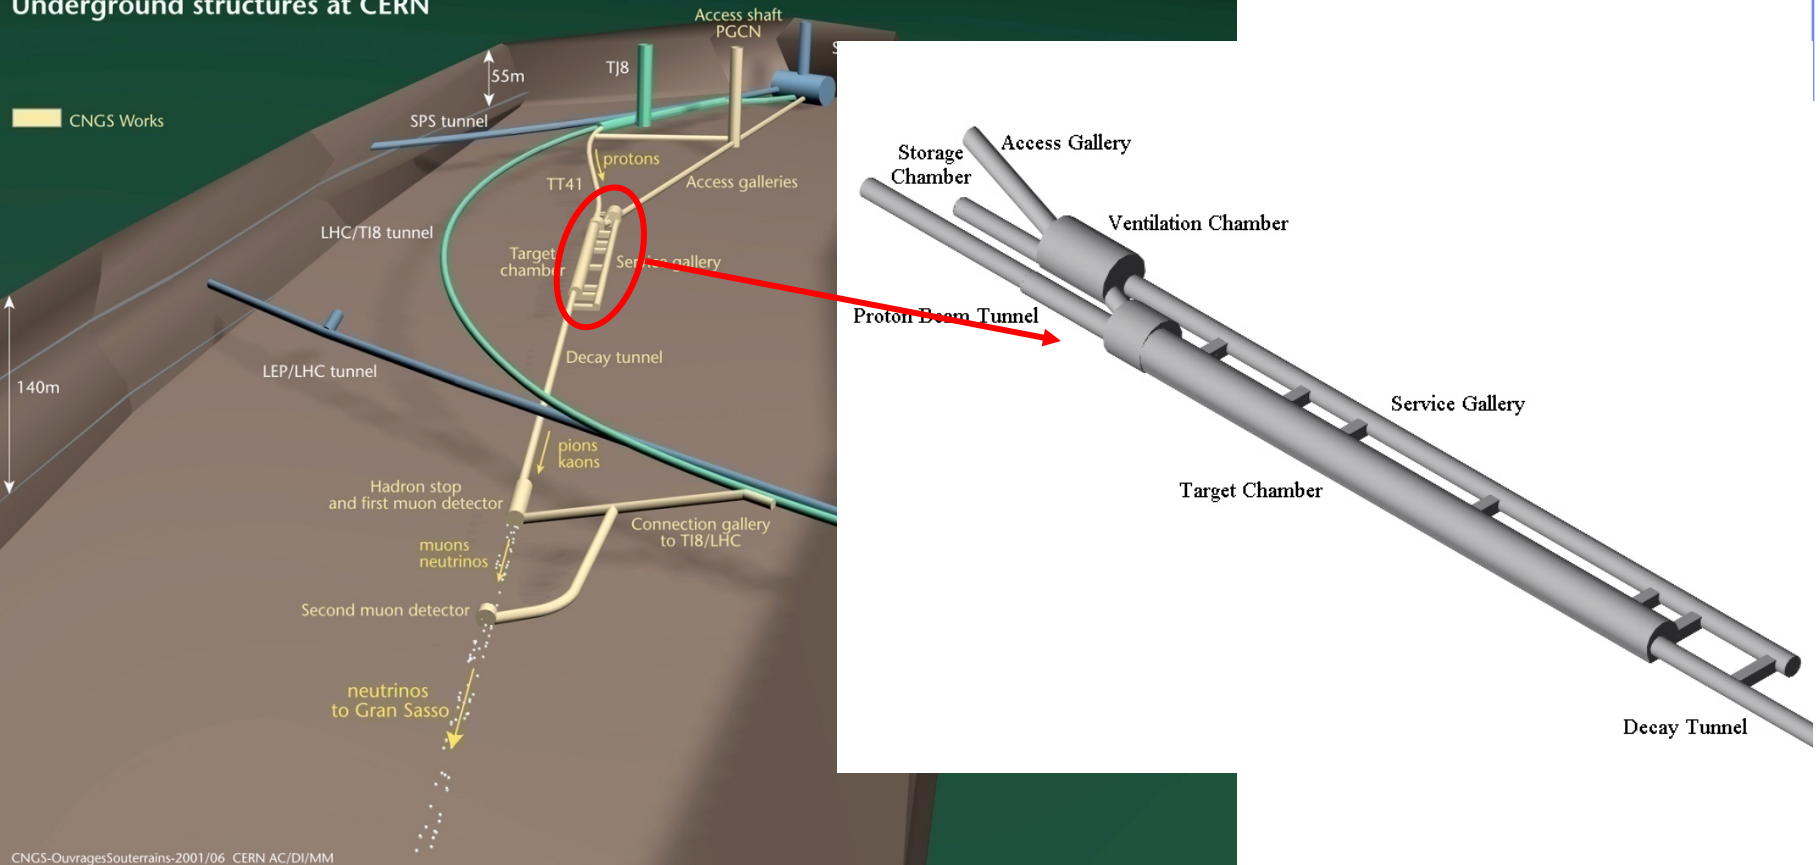 Underground structures at CERN
Access shaft
PGCN
S
TJ8
55m
CNGS Works
SPS tunnel
protons
TT41
Access galleries
LHC/TI8 tunnel
Target
chamber
Service gallery
Decay tunnel
LEP/LHC tunnel
140m
pions
kaons
Hadron stop
and first muon detector
Connection gallery
to TI8/LHC
muons
neutrinos
Second muon detector
neutrinos
to Gran Sasso
CNGS-OuvragesSouterrains-2001/06 CERN AC/DI/MM
Access Gallery
Storage
Chamber
Ventilation Chamber
Proton Beam Tunnel
Service Gallery
Target Chamber
Decay Tunnel